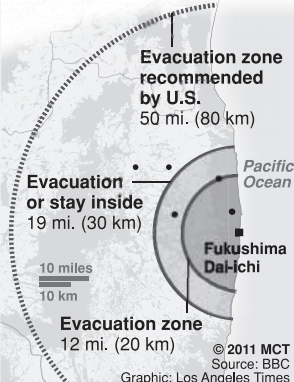 Evacuation zone
recommended
by U.S.
50 mi. (80 km)
Pacific
Ocean
Evacuation
or stay inside
19 mi. (30 km)
Fukushima
Dai-ichi
10 miles
10 km
Evacuation zone
12 mi. (20 km)
© 2011 MCT
Source: BBC
Graphic: Los Angeles Times